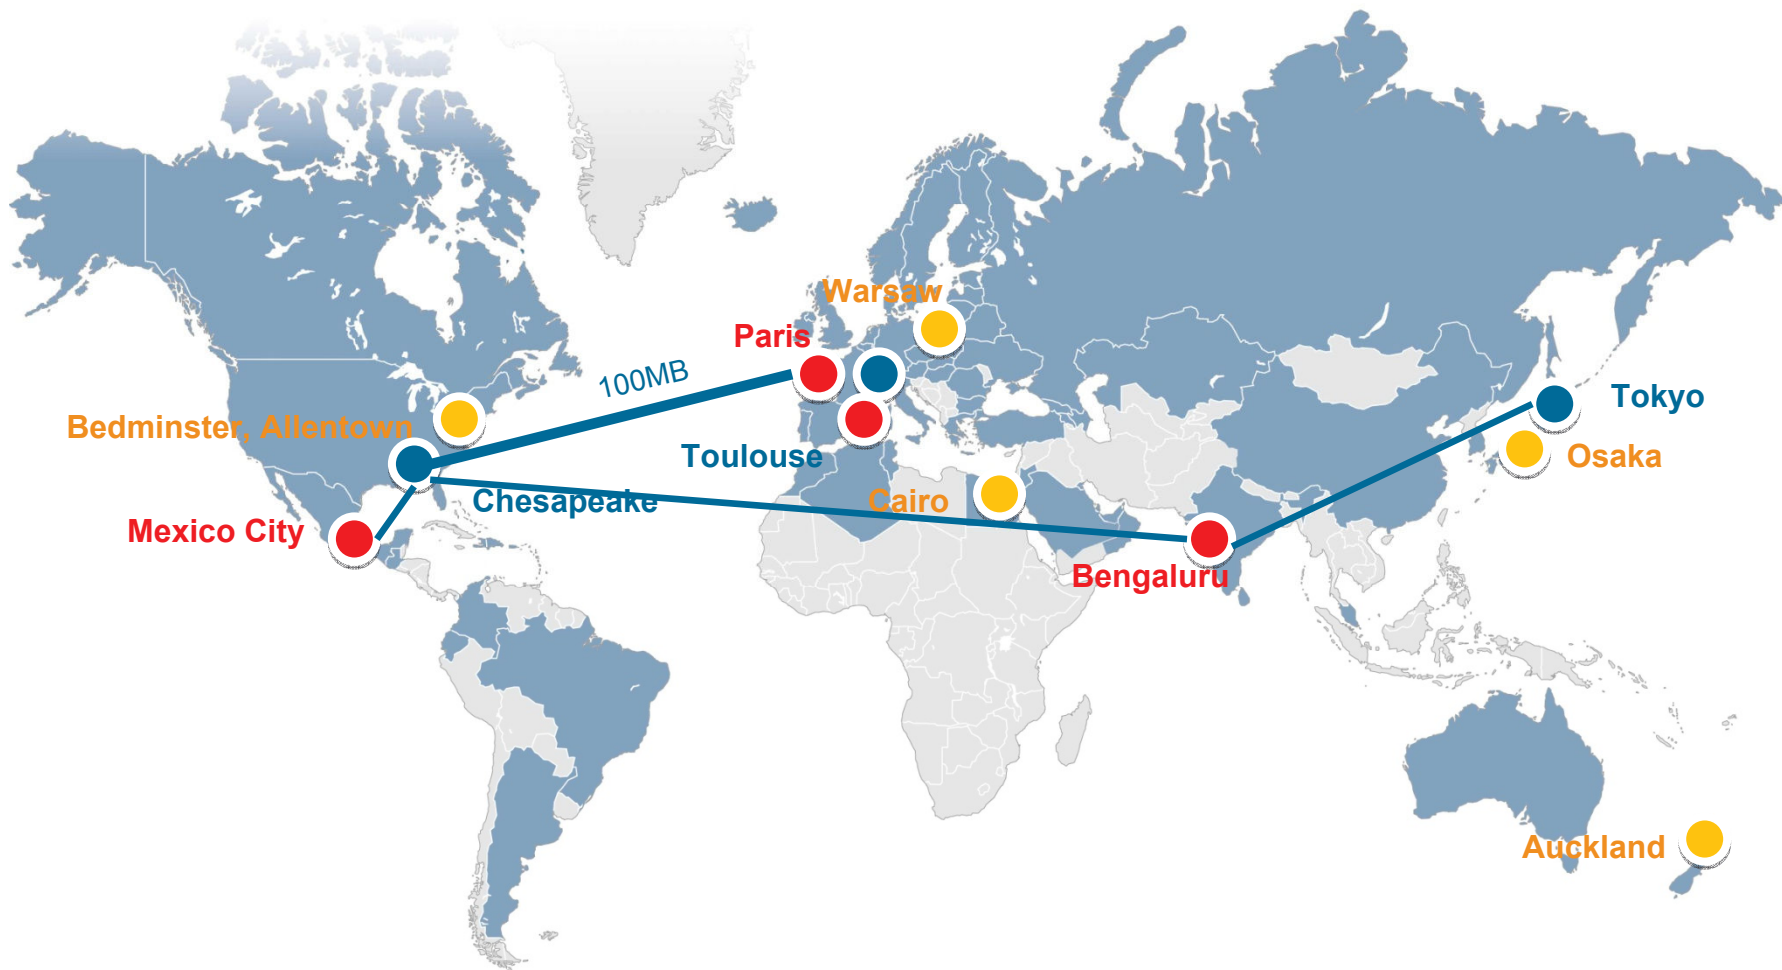 Warsaw
Paris
100MB
Tokyo
Bedminster, Allentown
Toulouse
Osaka
Chesapeake
Cairo
Mexico City
Bengaluru
Auckland